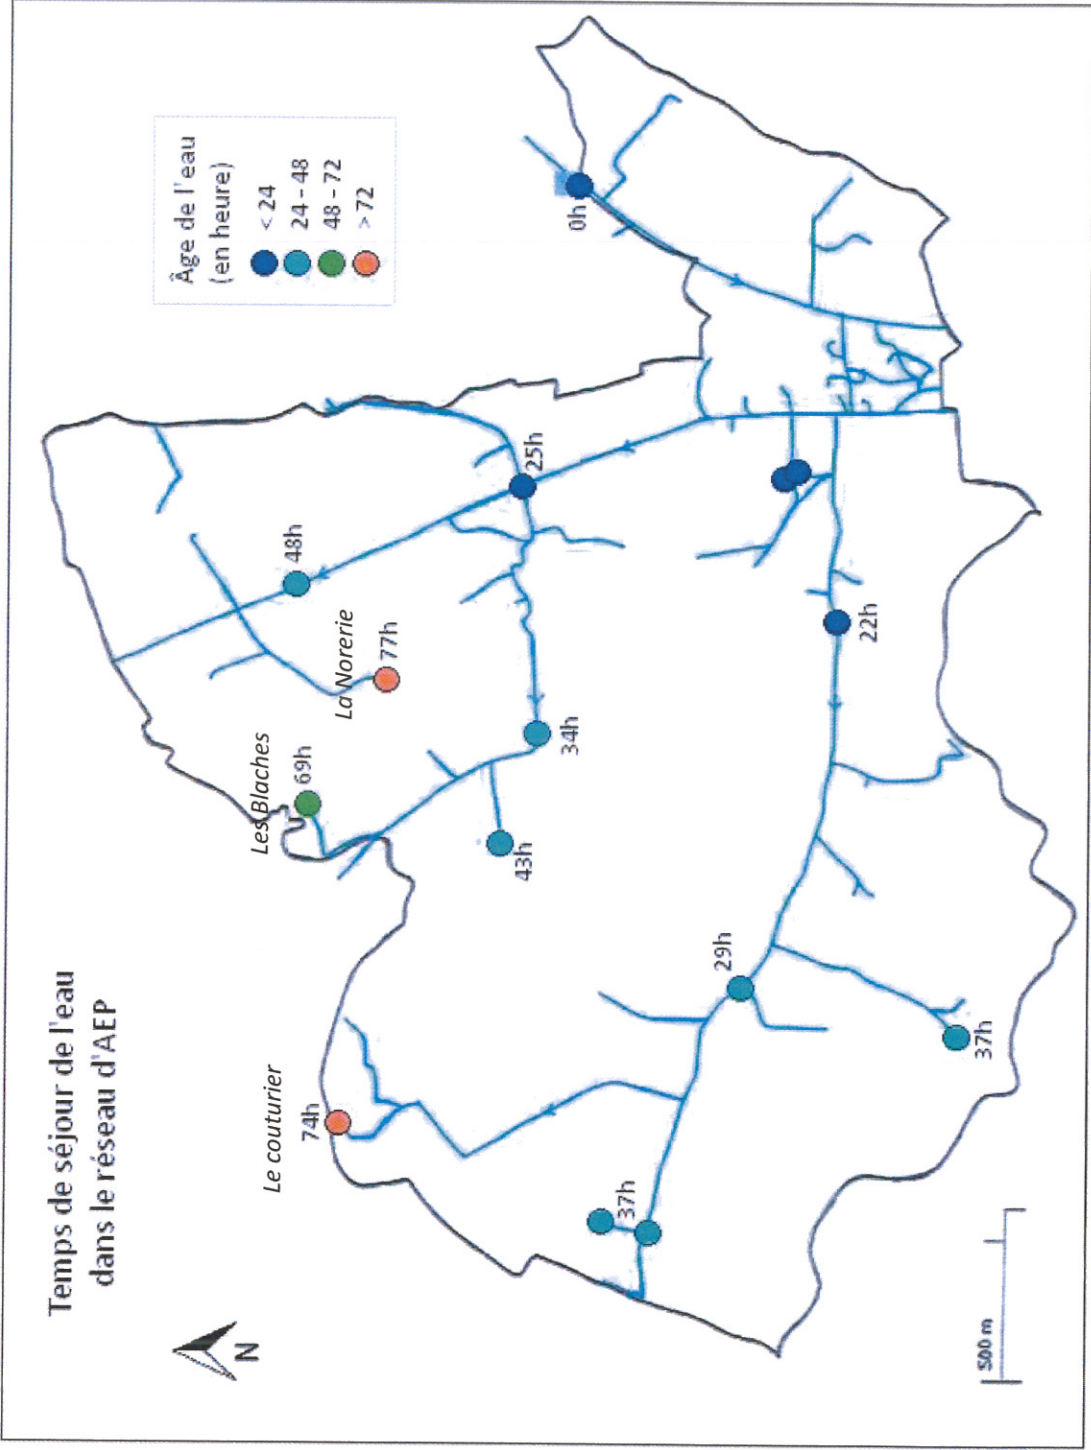 Temps de séjour de l'eau
dans le réseau d'AEP
N
Âge de l'eau
(en heure)
< 24
24 - 48
48 - 72
> 72
Le couturier
74h
Les Blaches
69h
La Norerie
77h
48h
25h
0h
43h
34h
37h
29h
22h
37h
500 m